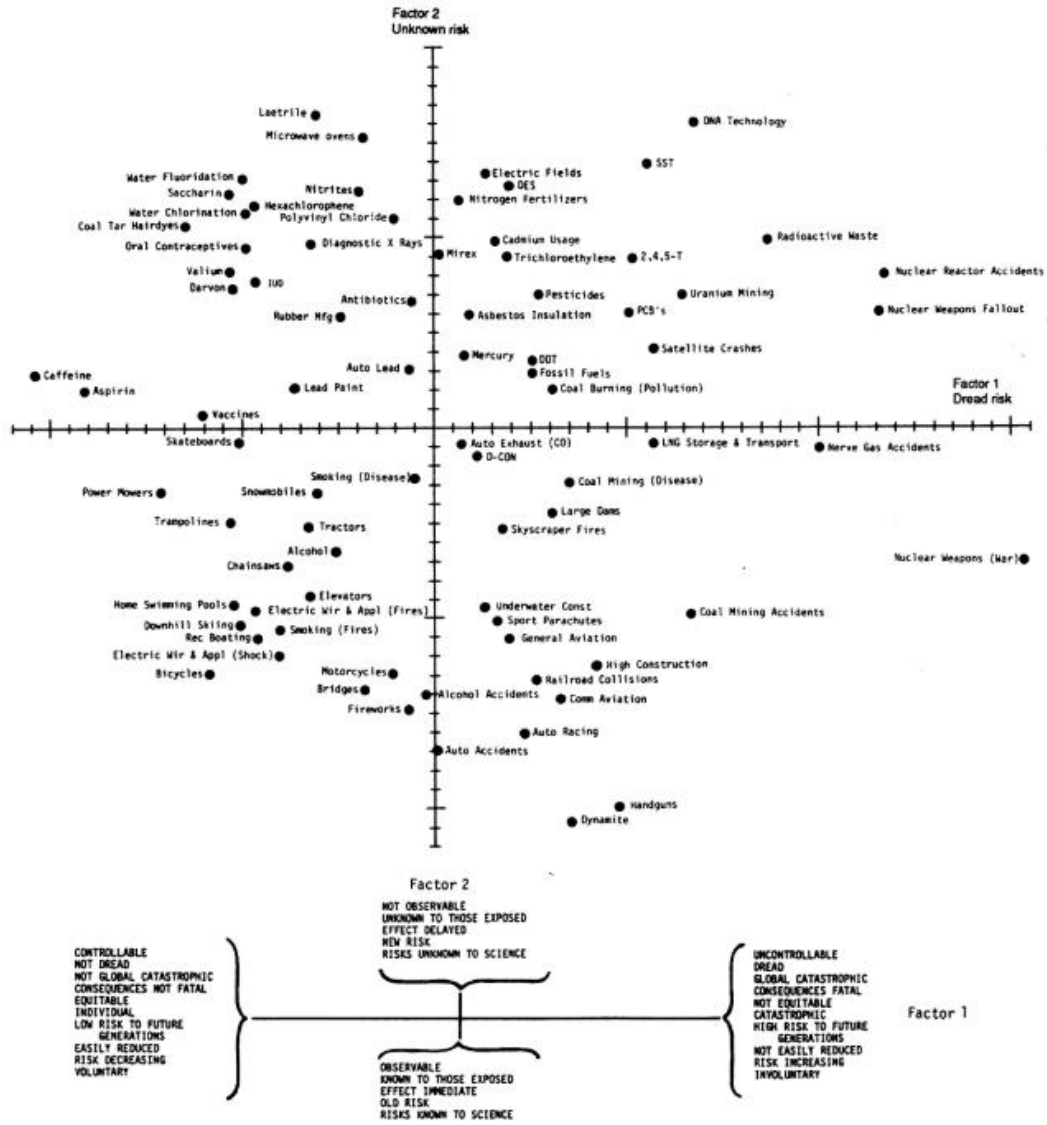 Factor 2
Unknown risk
Laetrile
DNA Technology
Microwave ovens
SST
Electric Fields
Water Fluoridation
DES
Saccharin
Nitrites
Nitrogen Fertilizers
Hexachlorophene
Water Chlorination
Polyvinyl Chloride
Coal Tar Hairdyes
Radioactive Waste
Cadmium Usage
Oral Contraceptives
Diagnostic X Rays
Mirex
Trichloroethylene
2,4,5-T
Valium
Nuclear Reactor Accidents
IUD
Darvon
Pesticides
Uranium Mining
Antibiotics
Nuclear Weapons Fallout
Rubber Mfg
Asbestos Insulation
PCB's
Satellite Crashes
Mercury
DDT
Auto Lead
Fossil Fuels
Caffeine
Aspirin
Lead Paint
Coal Burning (Pollution)
Factor 1
Dread risk
Vaccines
Skateboards
Auto Exhaust (CO)
LNG Storage & Transport
Nerve Gas Accidents
D-CON
Smoking (Disease)
Coal Mining (Disease)
Power Mowers
Snowmobiles
Large Dams
Trampolines
Tractors
Skyscraper Fires
Alcohol
Nuclear Weapons (War)
Chainsaws
Elevators
Home Swimming Pools
Electric Wir & Appl (Fires)
Underwater Const
Coal Mining Accidents
Sport Parachutes
Downhill Skiing
Smoking (Fires)
Rec Boating
General Aviation
Electric Wir & Appl (Shock)
High Construction
Bicycles
Motorcycles
Railroad Collisions
Bridges
Alcohol Accidents
Comm Aviation
Fireworks
Auto Racing
Auto Accidents
Handguns
Dynamite
Factor 2
NOT OBSERVABLE
UNKNOWN TO THOSE EXPOSED
EFFECT DELAYED
NEW RISK
RISKS UNKNOWN TO SCIENCE
CONTROLLABLE
NOT DREAD
NOT GLOBAL CATASTROPHIC
CONSEQUENCES NOT FATAL
EQUITABLE
INDIVIDUAL
LOW RISK TO FUTURE
GENERATIONS
EASILY REDUCED
RISK DECREASING
VOLUNTARY
UNCONTROLLABLE
DREAD
GLOBAL CATASTROPHIC
CONSEQUENCES FATAL
NOT EQUITABLE
CATASTROPHIC
HIGH RISK TO FUTURE
GENERATIONS
NOT EASILY REDUCED
RISK INCREASING
INVOLUNTARY
Factor 1
OBSERVABLE
KNOWN TO THOSE EXPOSED
EFFECT IMMEDIATE
OLD RISK
RISKS KNOWN TO SCIENCE